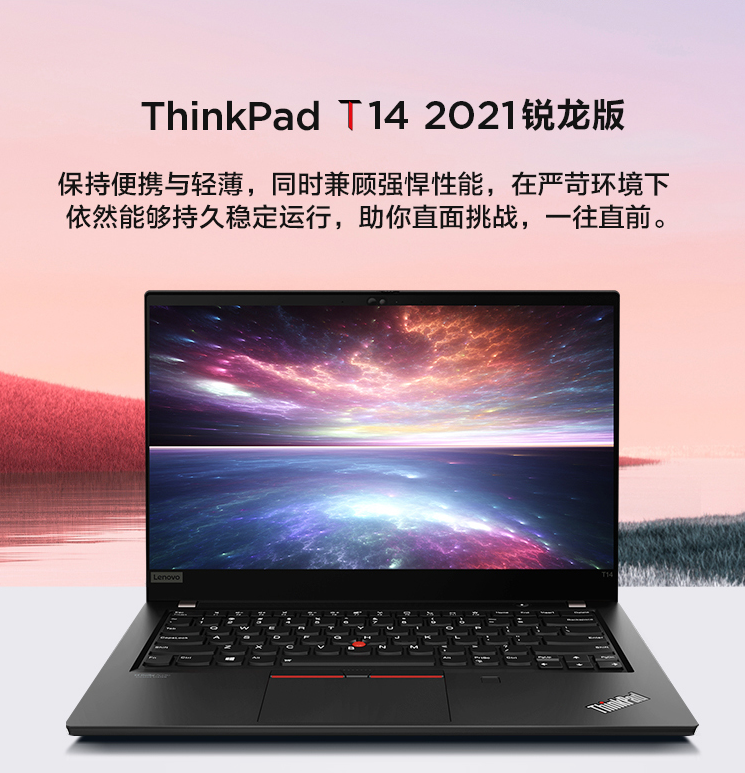 ThinkPad T14 2021锐龙版
保持便携与轻薄，同时兼顾强悍性能，在严苛环境下
依然能够持久稳定运行，助你直面挑战，一往直前。
Lenovo
T14
ThinkPad